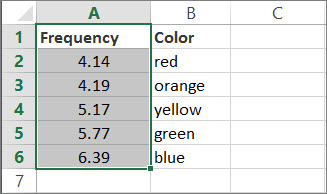 A B C
1 Frequency Color
2 4.14 red
3 4.19 orange
4 5.17 yellow
5 5.77 green
6 6.39 blue
7